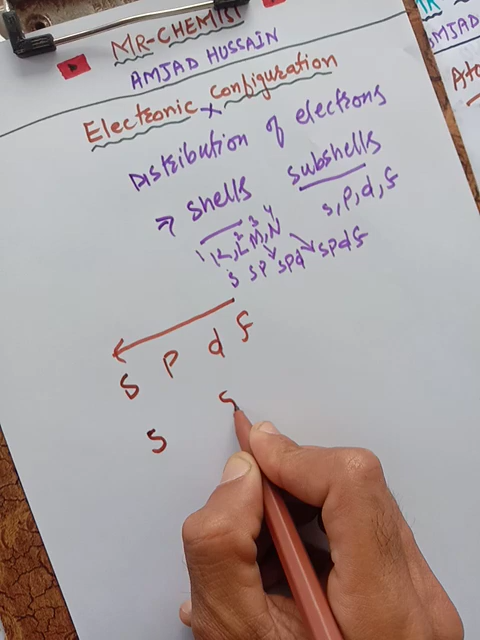 MR-CHEMIST
AMJAD HUSSAIN
Electronic Configuration
Distribution of electrons
→ shells subshells
s, p, d, f
1 2 3 4
K, L, M, N
s sp spd spdf
s p d f
s s